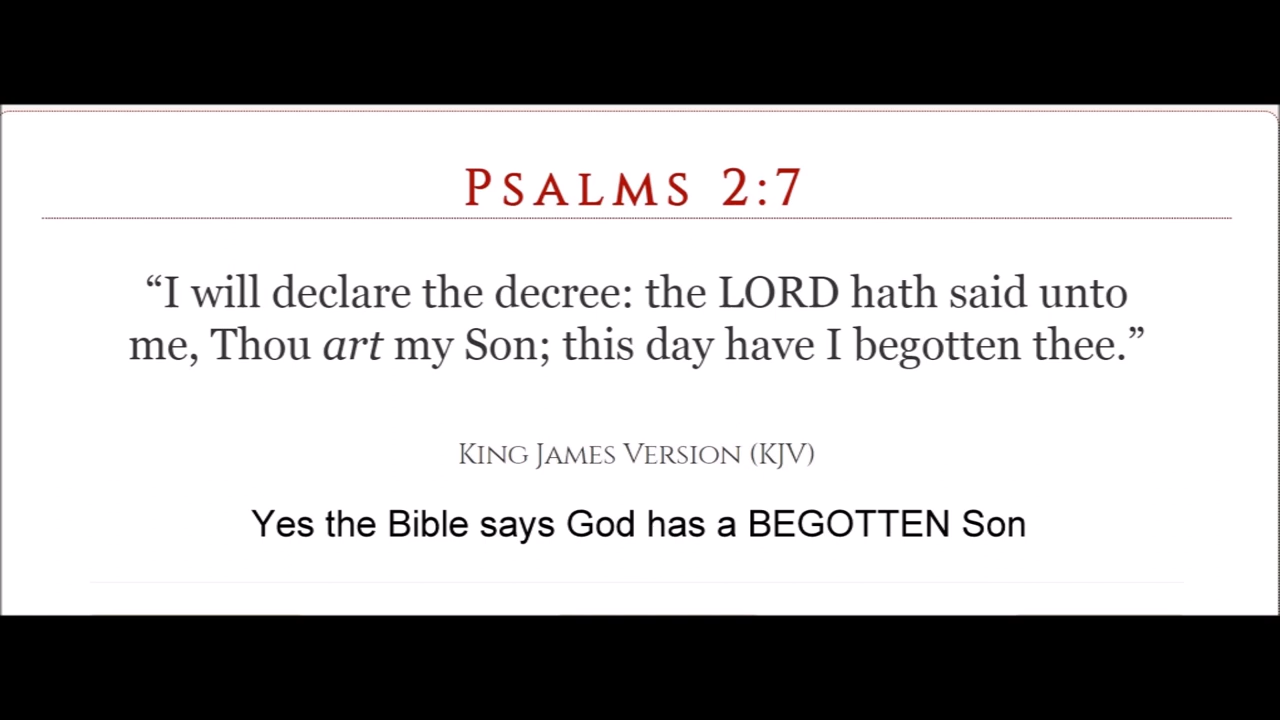 PSALMS 2:7
“I will declare the decree: the LORD hath said unto
me, Thou art my Son; this day have I begotten thee.”
KING JAMES VERSION (KJV)
Yes the Bible says God has a BEGOTTEN Son